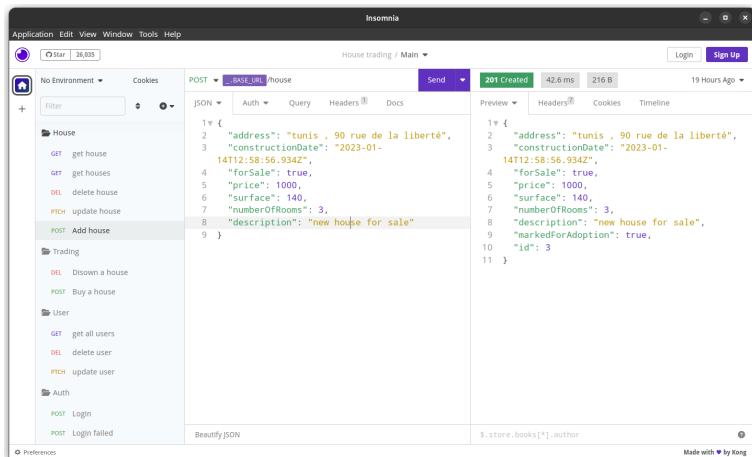 Insomnia
Application Edit View Window Tools Help
Star 26,035
House trading / Main
Login Sign Up
No Environment Cookies
Filter
House
GET get house
GET get houses
DEL delete house
PTCH update house
POST Add house
Trading
DEL Disown a house
POST Buy a house
User
GET get all users
DEL delete user
PTCH update user
Auth
POST Login
POST Login failed
Preferences
POST _.BASE_URL /house Send
JSON Auth Query Headers 1 Docs
1 {
2 "address": "tunis , 90 rue de la liberté",
3 "constructionDate": "2023-01-
14T12:58:56.934Z",
4 "forSale": true,
5 "price": 1000,
6 "surface": 140,
7 "numberOfRooms": 3,
8 "description": "new house for sale"
9 }
Beautify JSON
201 Created 42.6 ms 216 B 19 Hours Ago
Preview Headers 7 Cookies Timeline
1 {
2 "address": "tunis , 90 rue de la liberté",
3 "constructionDate": "2023-01-
14T12:58:56.934Z",
4 "forSale": true,
5 "price": 1000,
6 "surface": 140,
7 "numberOfRooms": 3,
8 "description": "new house for sale",
9 "markedForAdoption": true,
10 "id": 3
11 }
$.store.books[*].author
Made with ♥ by Kong